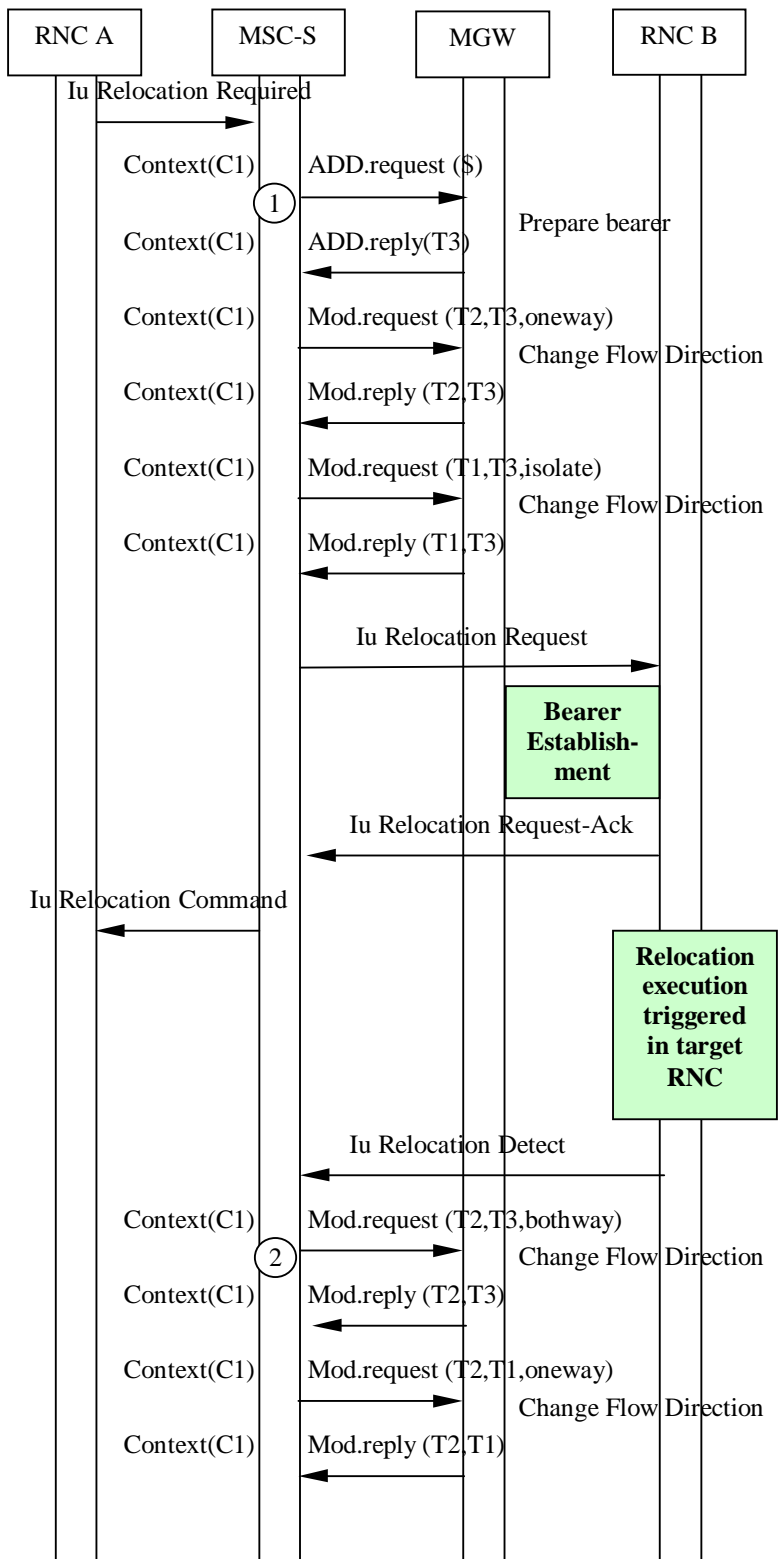 RNC A
MSC-S
MGW
RNC B
Iu Relocation Required
Context(C1)
ADD.request ($)
1
Prepare bearer
Context(C1)
ADD.reply(T3)
Context(C1)
Mod.request (T2,T3,oneway)
Change Flow Direction
Context(C1)
Mod.reply (T2,T3)
Context(C1)
Mod.request (T1,T3,isolate)
Change Flow Direction
Context(C1)
Mod.reply (T1,T3)
Iu Relocation Request
Bearer
Establish-
ment
Iu Relocation Request-Ack
Iu Relocation Command
Relocation
execution
triggered
in target
RNC
Iu Relocation Detect
Context(C1)
Mod.request (T2,T3,bothway)
2
Change Flow Direction
Context(C1)
Mod.reply (T2,T3)
Context(C1)
Mod.request (T2,T1,oneway)
Change Flow Direction
Context(C1)
Mod.reply (T2,T1)